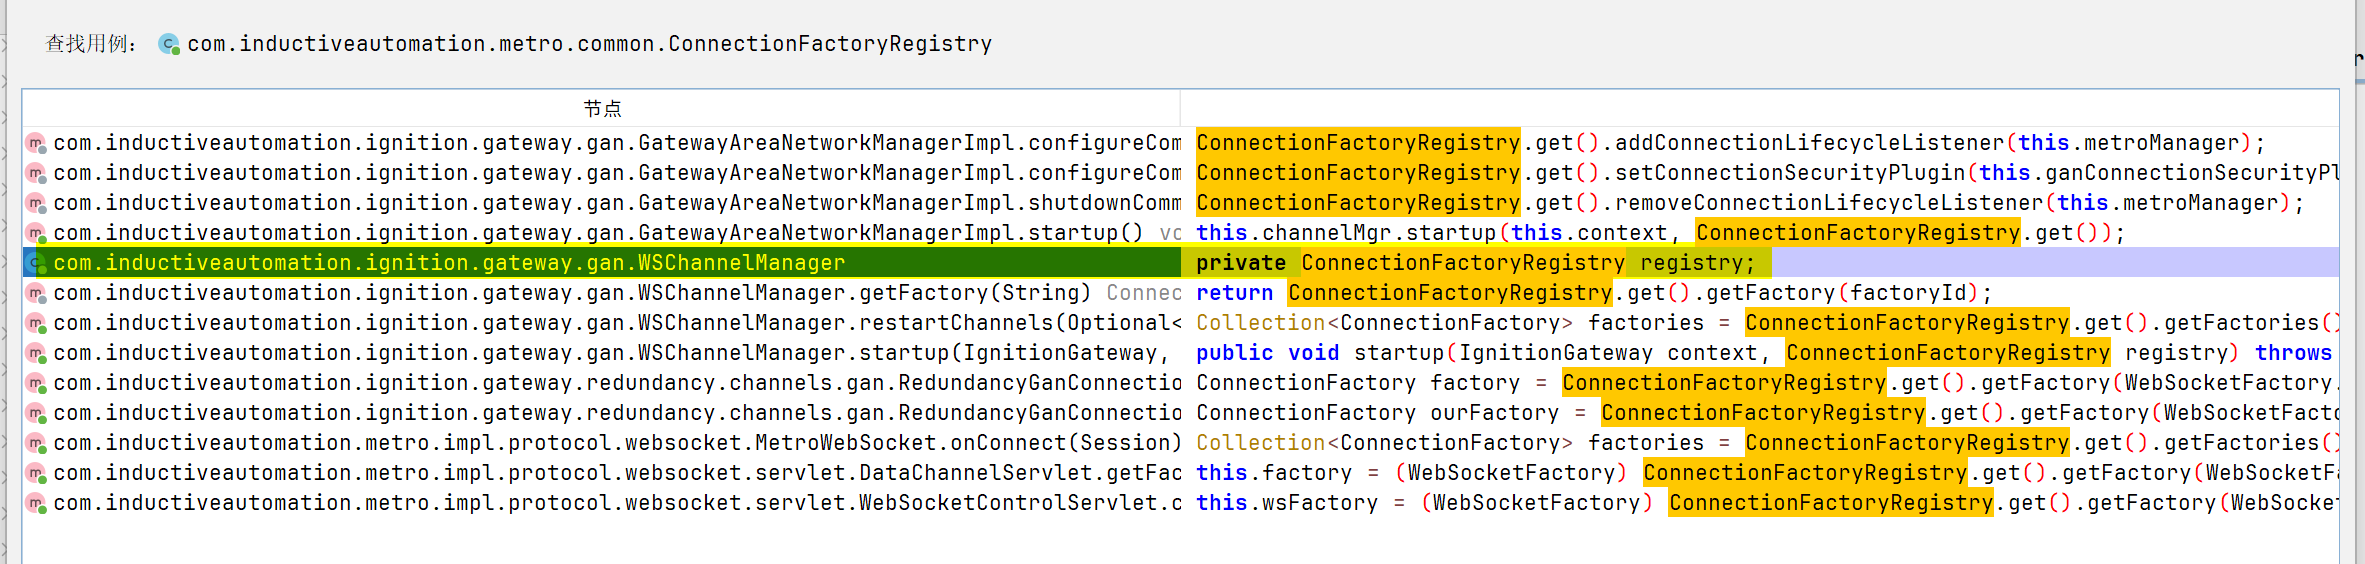 查找用例： com.inductiveautomation.metro.common.ConnectionFactoryRegistry
节点
com.inductiveautomation.ignition.gateway.gan.GatewayAreaNetworkManagerImpl.configureCom ConnectionFactoryRegistry.get().addConnectionLifecycleListener(this.metroManager);
com.inductiveautomation.ignition.gateway.gan.GatewayAreaNetworkManagerImpl.configureCom ConnectionFactoryRegistry.get().setConnectionSecurityPlugin(this.ganConnectionSecurityPl
com.inductiveautomation.ignition.gateway.gan.GatewayAreaNetworkManagerImpl.shutdownComm ConnectionFactoryRegistry.get().removeConnectionLifecycleListener(this.metroManager);
com.inductiveautomation.ignition.gateway.gan.GatewayAreaNetworkManagerImpl.startup() vo this.channelMgr.startup(this.context, ConnectionFactoryRegistry.get());
com.inductiveautomation.ignition.gateway.gan.WSChannelManager private ConnectionFactoryRegistry registry;
com.inductiveautomation.ignition.gateway.gan.WSChannelManager.getFactory(String) Connec return ConnectionFactoryRegistry.get().getFactory(factoryId);
com.inductiveautomation.ignition.gateway.gan.WSChannelManager.restartChannels(Optional< Collection<ConnectionFactory> factories = ConnectionFactoryRegistry.get().getFactories()
com.inductiveautomation.ignition.gateway.gan.WSChannelManager.startup(IgnitionGateway, public void startup(IgnitionGateway context, ConnectionFactoryRegistry registry) throws
com.inductiveautomation.ignition.gateway.redundancy.channels.gan.RedundancyGanConnectio ConnectionFactory factory = ConnectionFactoryRegistry.get().getFactory(WebSocketFactory.
com.inductiveautomation.ignition.gateway.redundancy.channels.gan.RedundancyGanConnectio ConnectionFactory ourFactory = ConnectionFactoryRegistry.get().getFactory(WebSocketFacto
com.inductiveautomation.metro.impl.protocol.websocket.MetroWebSocket.onConnect(Session) Collection<ConnectionFactory> factories = ConnectionFactoryRegistry.get().getFactories()
com.inductiveautomation.metro.impl.protocol.websocket.servlet.DataChannelServlet.getFac this.factory = (WebSocketFactory) ConnectionFactoryRegistry.get().getFactory(WebSocketFa
com.inductiveautomation.metro.impl.protocol.websocket.servlet.WebSocketControlServlet.c this.wsFactory = (WebSocketFactory) ConnectionFactoryRegistry.get().getFactory(WebSocke